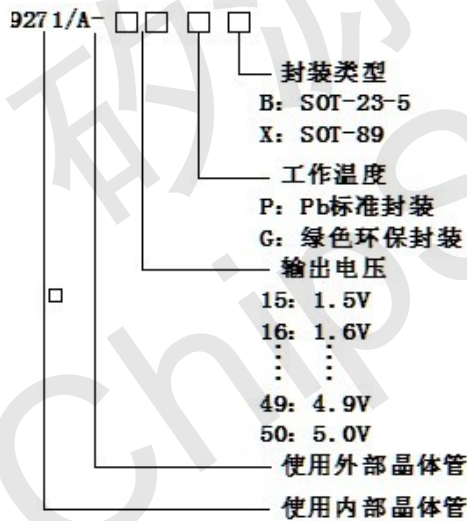 9271/A-□□ □ □
封装类型
B: SOT-23-5
X: SOT-89
工作温度
P: Pb标准封装
G: 绿色环保封装
输出电压
15: 1.5V
16: 1.6V
⋮ ⋮
49: 4.9V
50: 5.0V
使用外部晶体管
使用内部晶体管
Chips